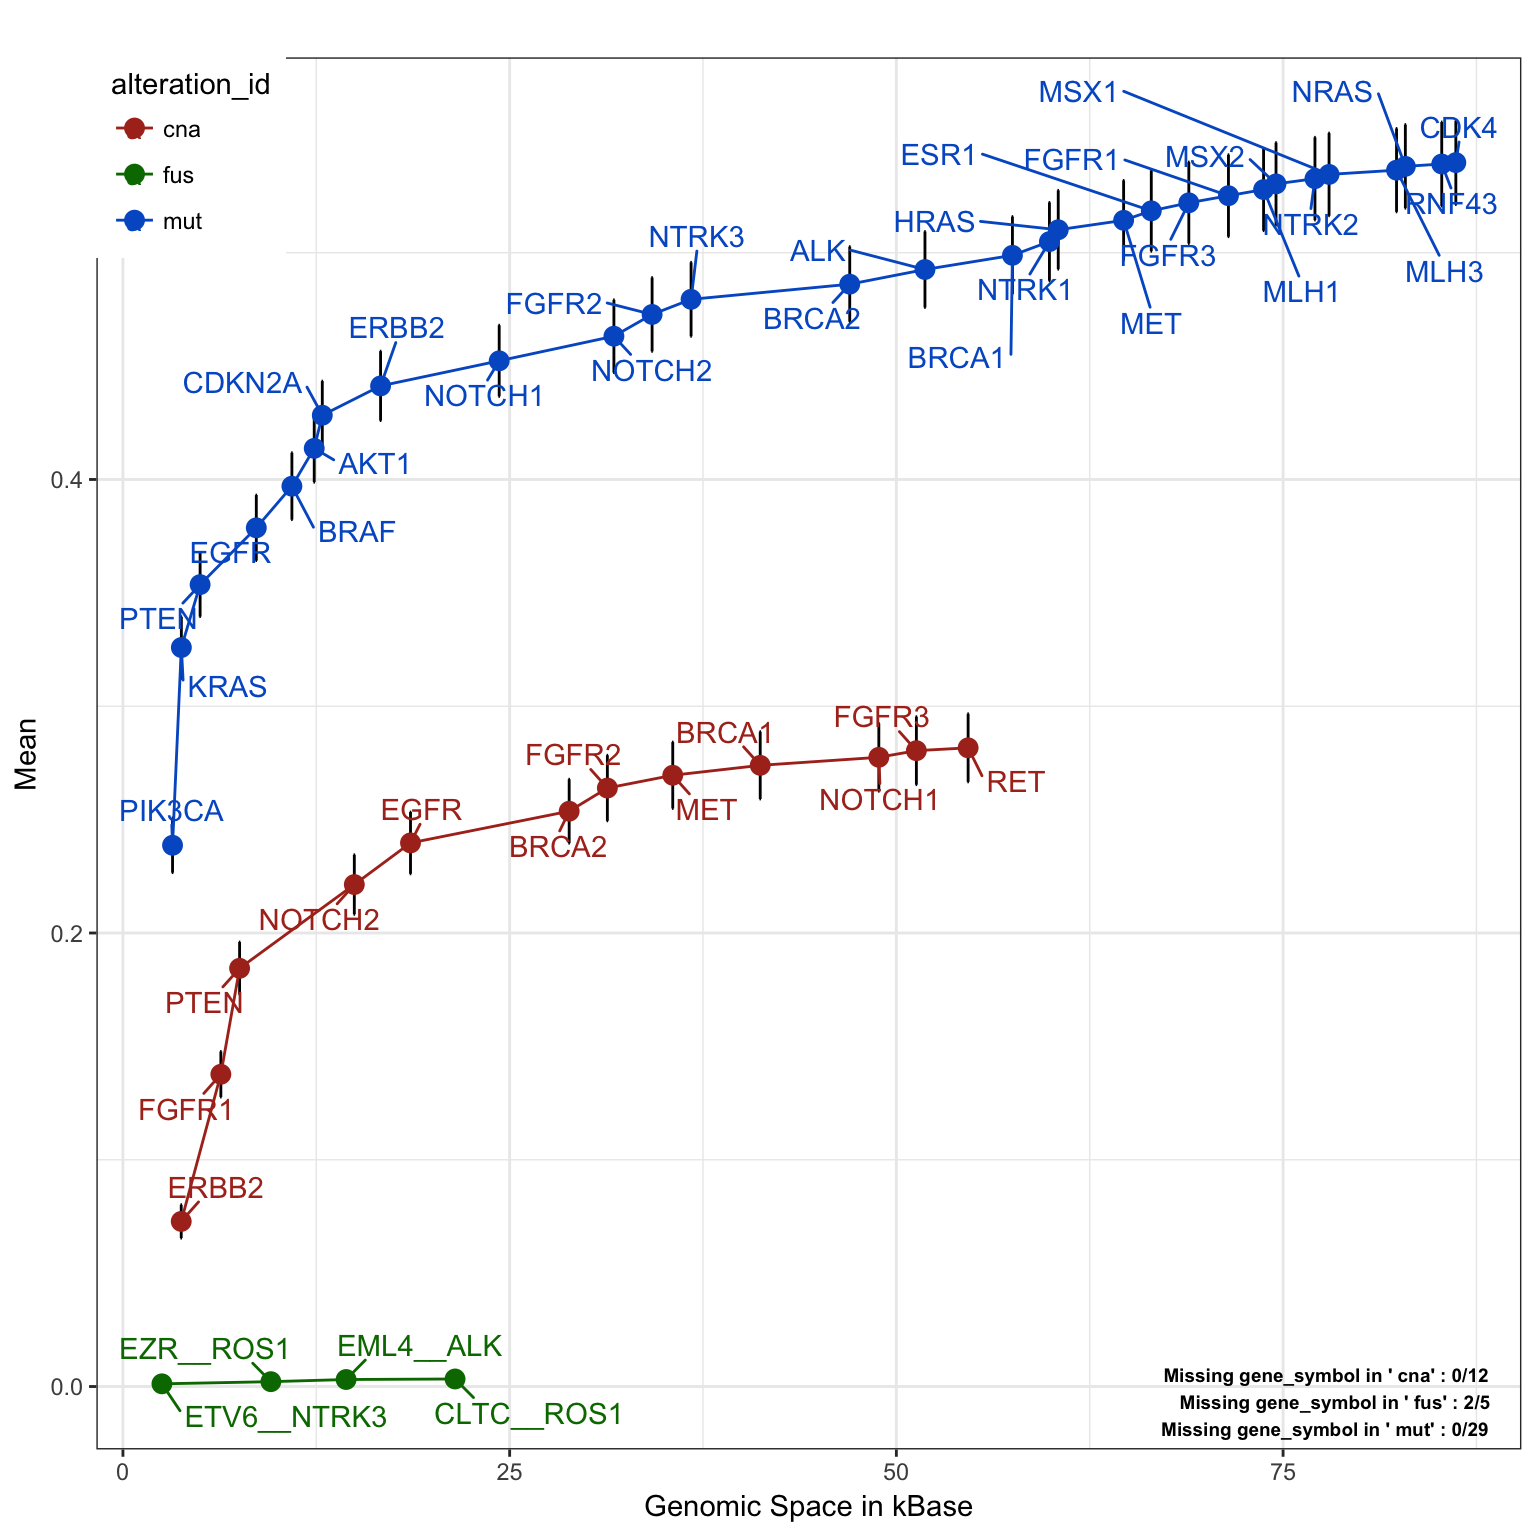 alteration_id
cna
fus
mut
MSX1
NRAS
CDK4
ESR1
FGFR1
MSX2
HRAS
RNF43
NTRK2
NTRK3
ALK
FGFR3
MLH3
NTRK1
MLH1
FGFR2
BRCA2
MET
ERBB2
BRCA1
NOTCH2
CDKN2A
NOTCH1
AKT1
0.4
BRAF
EGFR
PTEN
KRAS
FGFR3
BRCA1
Mean
FGFR2
RET
NOTCH1
PIK3CA
EGFR
MET
BRCA2
NOTCH2
0.2
PTEN
FGFR1
ERBB2
EZR__ROS1
EML4__ALK
Missing gene_symbol in ' cna' : 0/12
0.0
Missing gene_symbol in ' fus' : 2/5
ETV6__NTRK3
CLTC__ROS1
Missing gene_symbol in ' mut' : 0/29
0
25
50
75
Genomic Space in kBase